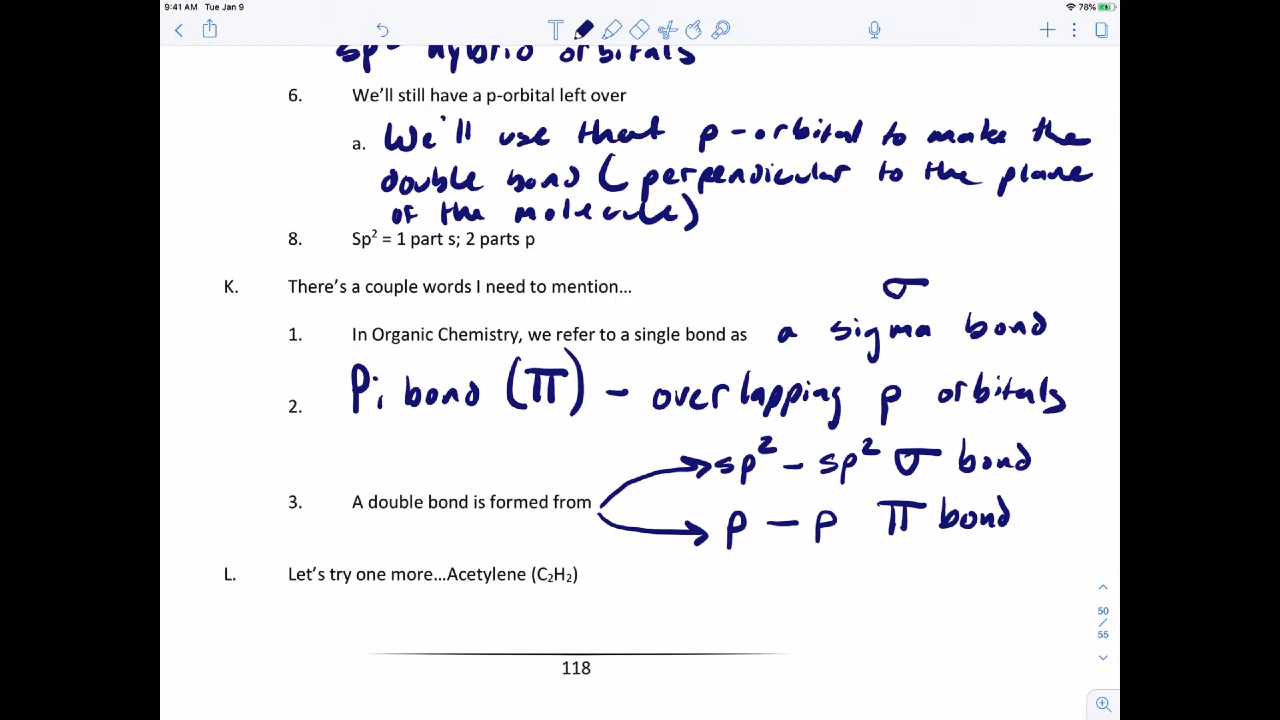 9:41 AM Tue Jan 9
78%
sp² hybrid orbitals
6. We'll still have a p-orbital left over
a. We'll use that p-orbital to make the
double bond (perpendicular to the plane
of the molecule)
8. Sp² = 1 part s; 2 parts p
K. There's a couple words I need to mention…
σ
1. In Organic Chemistry, we refer to a single bond as a sigma bond
2. Pi bond (π) – overlapping p orbitals
sp² – sp² σ bond
3. A double bond is formed from
p – p π bond
L. Let's try one more…Acetylene (C₂H₂)
50
/
55
118